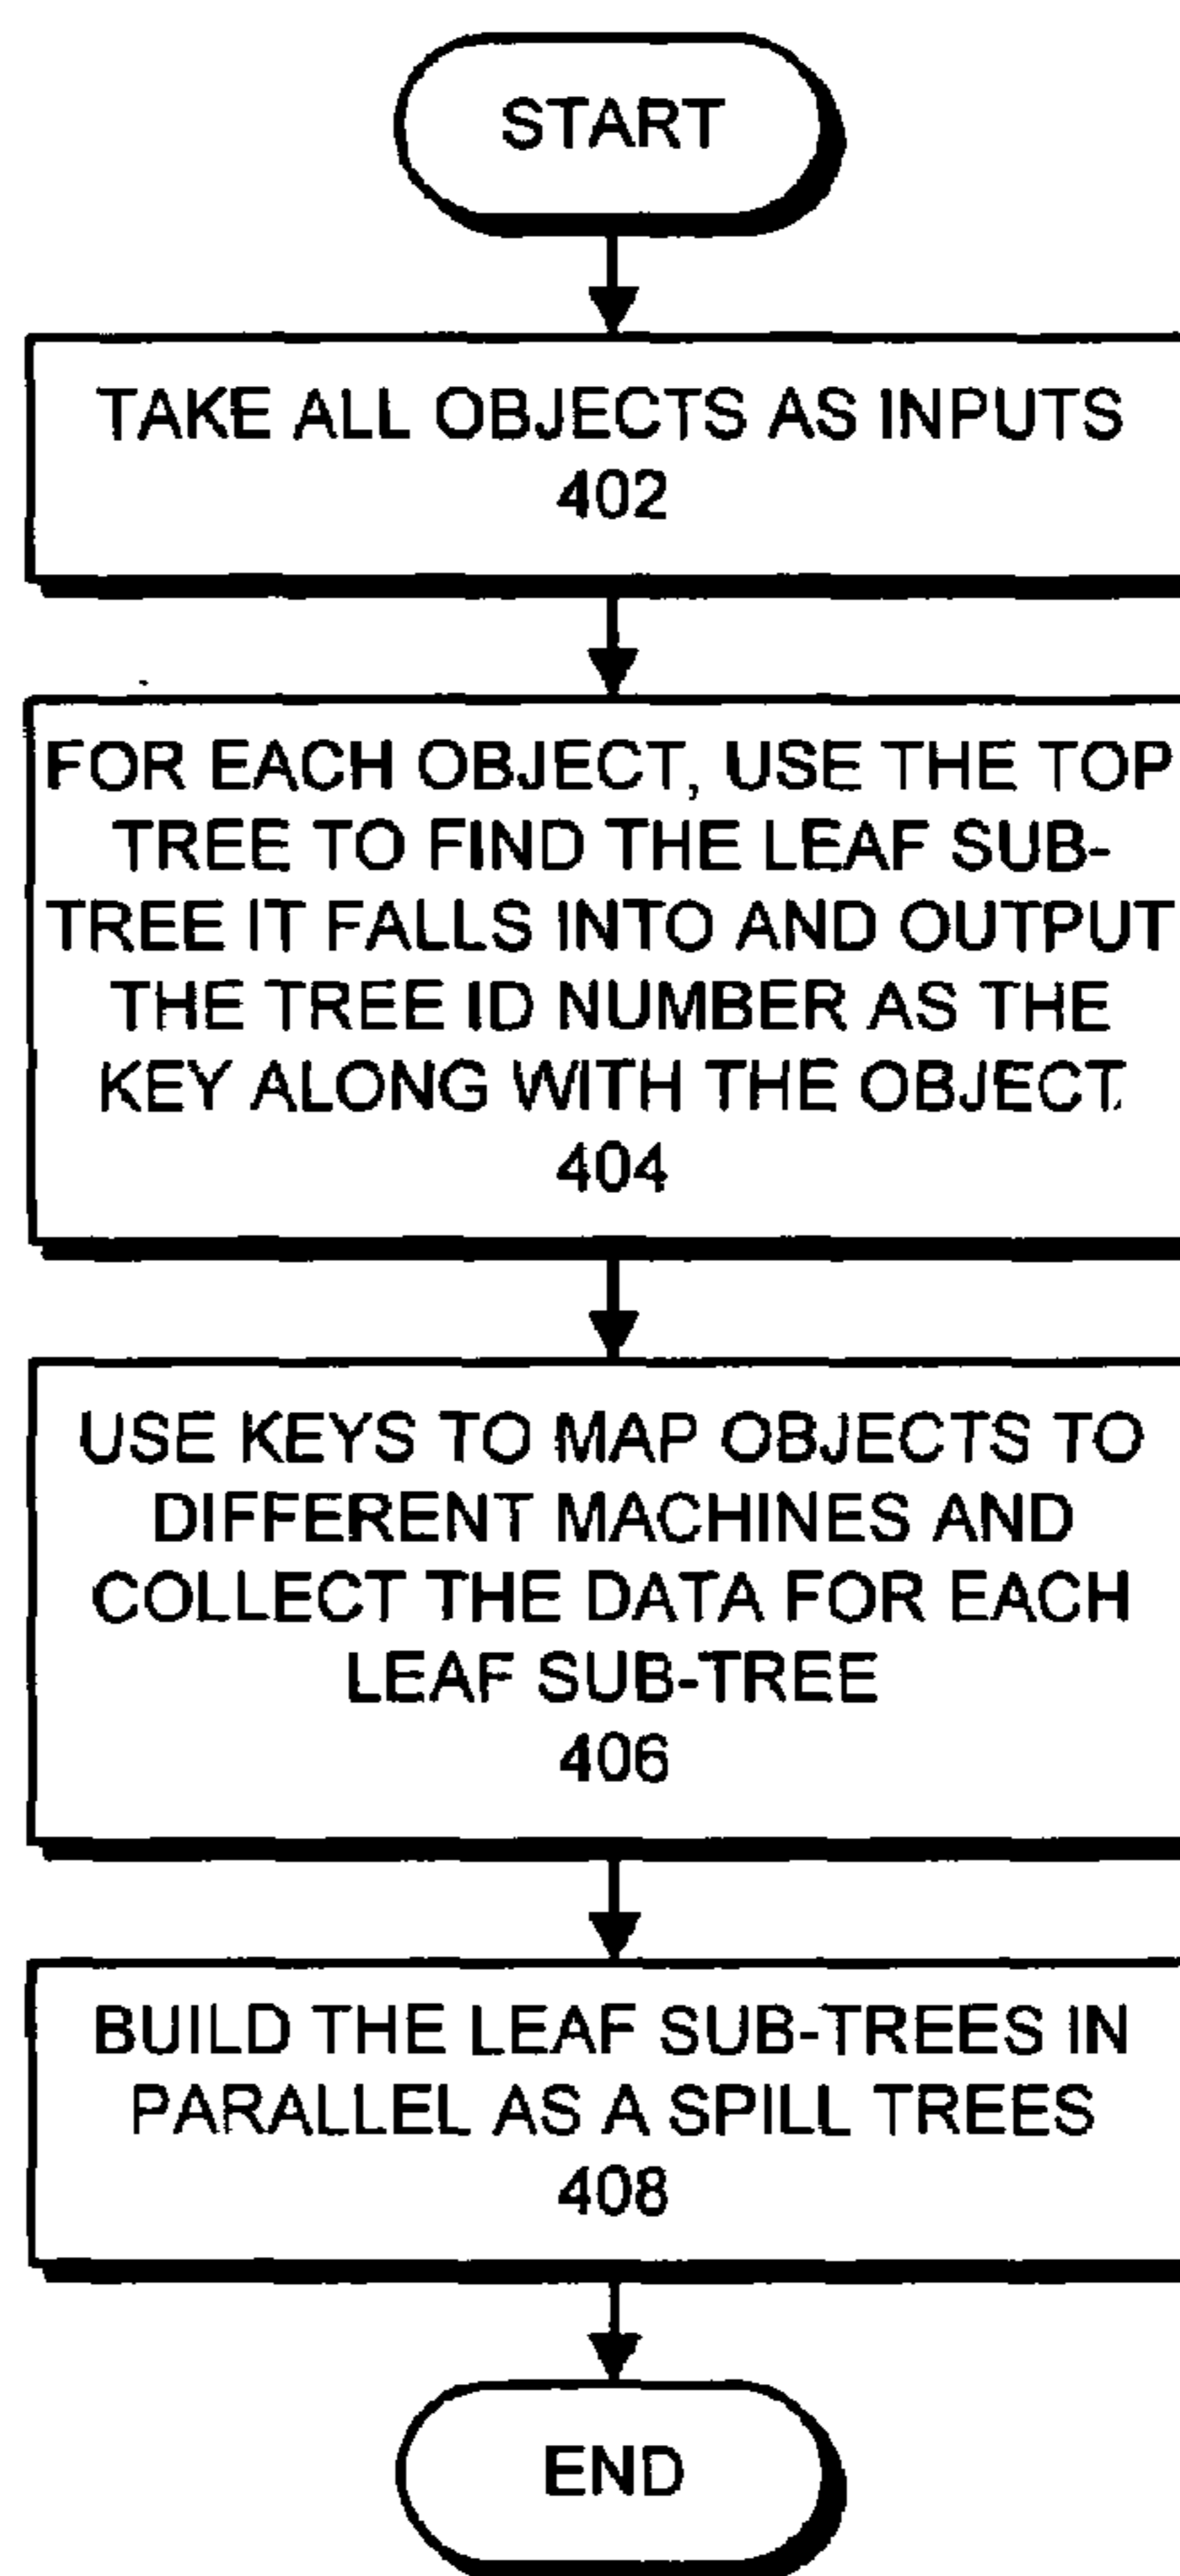 START
TAKE ALL OBJECTS AS INPUTS
402
FOR EACH OBJECT, USE THE TOP
TREE TO FIND THE LEAF SUB-
TREE IT FALLS INTO AND OUTPUT
THE TREE ID NUMBER AS THE
KEY ALONG WITH THE OBJECT.
404
USE KEYS TO MAP OBJECTS TO
DIFFERENT MACHINES AND
COLLECT THE DATA FOR EACH
LEAF SUB-TREE
406
BUILD THE LEAF SUB-TREES IN
PARALLEL AS A SPILL TREES
408
END